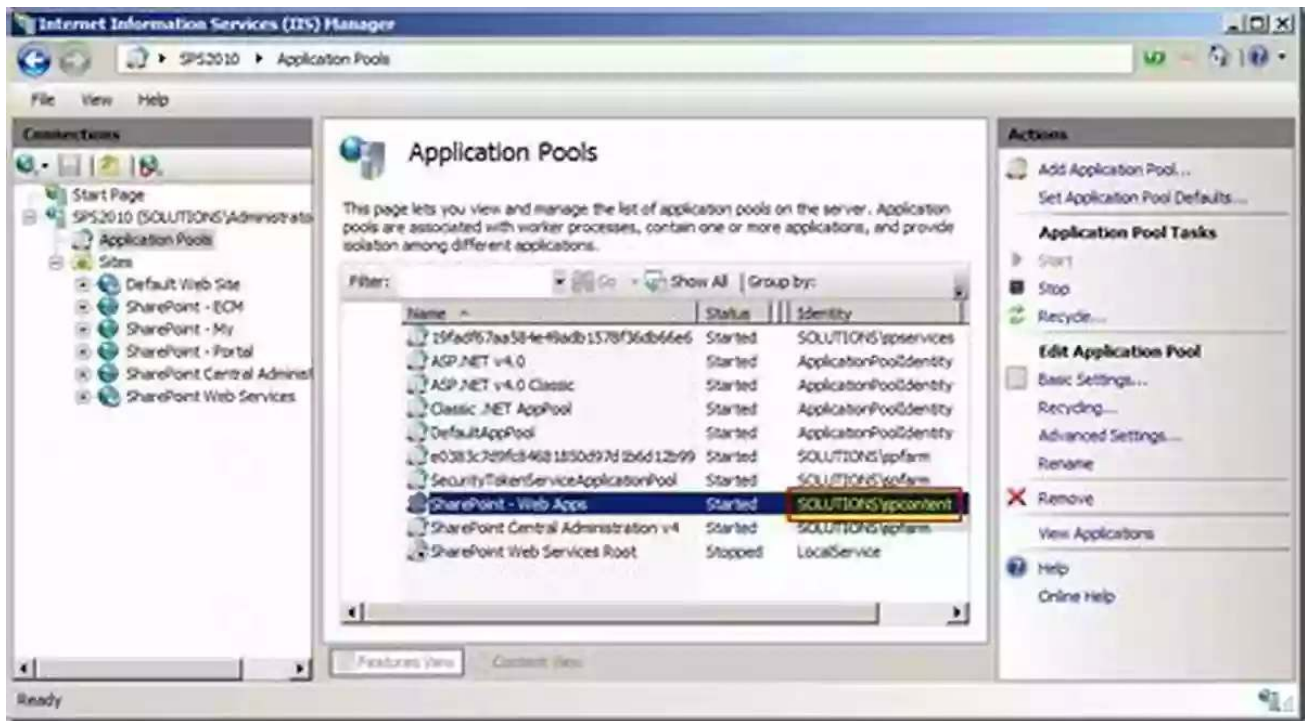 Internet Information Services (IIS) Manager
SPS2010 Application Pools
File View Help
Connections
Start Page
SPS2010 (SOLUTIONS\Administrato
Application Pools
Sites
Default Web Site
SharePoint - ECM
SharePoint - My
SharePoint - Portal
SharePoint Central Administ
SharePoint Web Services
Application Pools
This page lets you view and manage the list of application pools on the server. Application
pools are associated with worker processes, contain one or more applications, and provide
isolation among different applications.
Filter: Go Show All Group by:
Name Status Identity
SOLUTIONS\spservices
Started
ASP.NET v4.0 Started ApplicationPoolIdentity
ASP.NET v4.0 Classic Started ApplicationPoolIdentity
Classic .NET AppPool Started ApplicationPoolIdentity
DefaultAppPool Started ApplicationPoolIdentity
Started SOLUTIONS\spfarm
SecurityTokenServiceApplicationPool Started SOLUTIONS\spfarm
SharePoint - Web Apps Started SOLUTIONS\spcontent
SharePoint Central Administration v4 Started SOLUTIONS\spfarm
SharePoint Web Services Root Stopped LocalService
Features View Content View
Actions
Add Application Pool...
Set Application Pool Defaults...
Application Pool Tasks
Start
Stop
Recycle...
Edit Application Pool
Basic Settings...
Recycling...
Advanced Settings...
Rename
Remove
View Applications
Help
Online Help
Ready